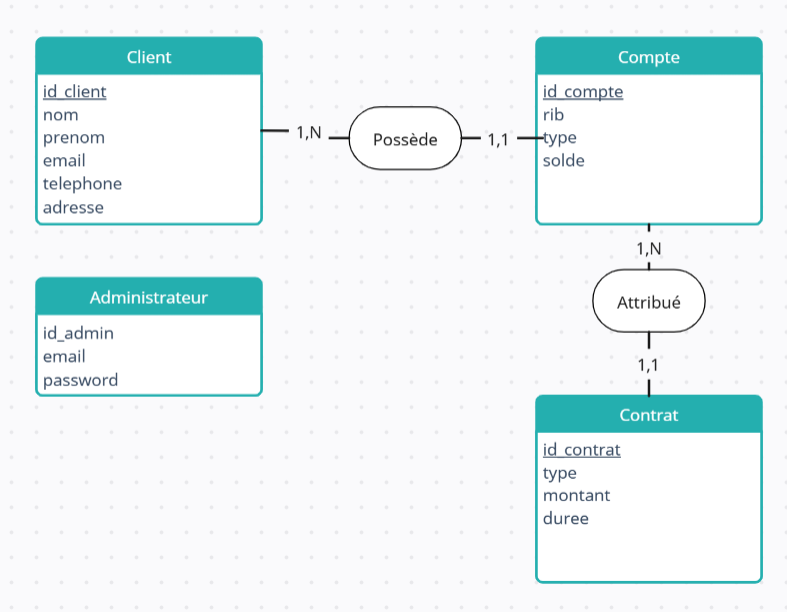 Client
id_client
nom
prenom
email
telephone
adresse
1,N
Possède
1,1
Compte
id_compte
rib
type
solde
1,N
Attribué
1,1
Administrateur
id_admin
email
password
Contrat
id_contrat
type
montant
duree